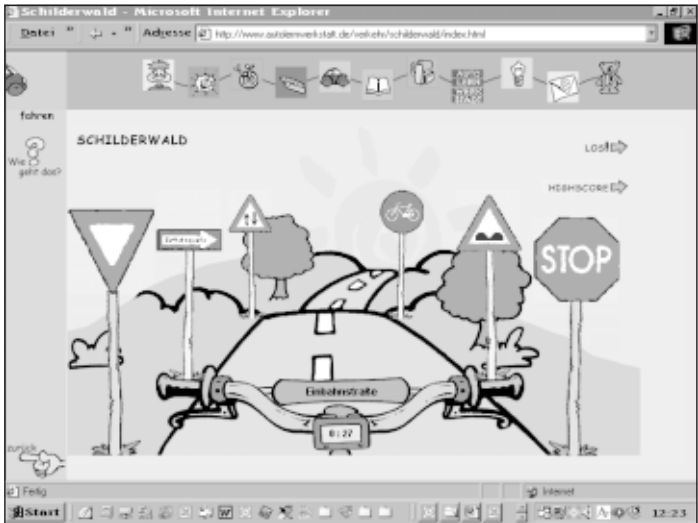 Schilderwald - Microsoft Internet Explorer
Datei " " Adresse http://www.autolernwerkstatt.de/verkehr/schilderwald/index.html
fahren
Wie geht das?
SCHILDERWALD
LOS!
HIGHSCORE
STOP
Einbahnstraße
0:27
zurück
Fertig
Internet
Start
W
12:23